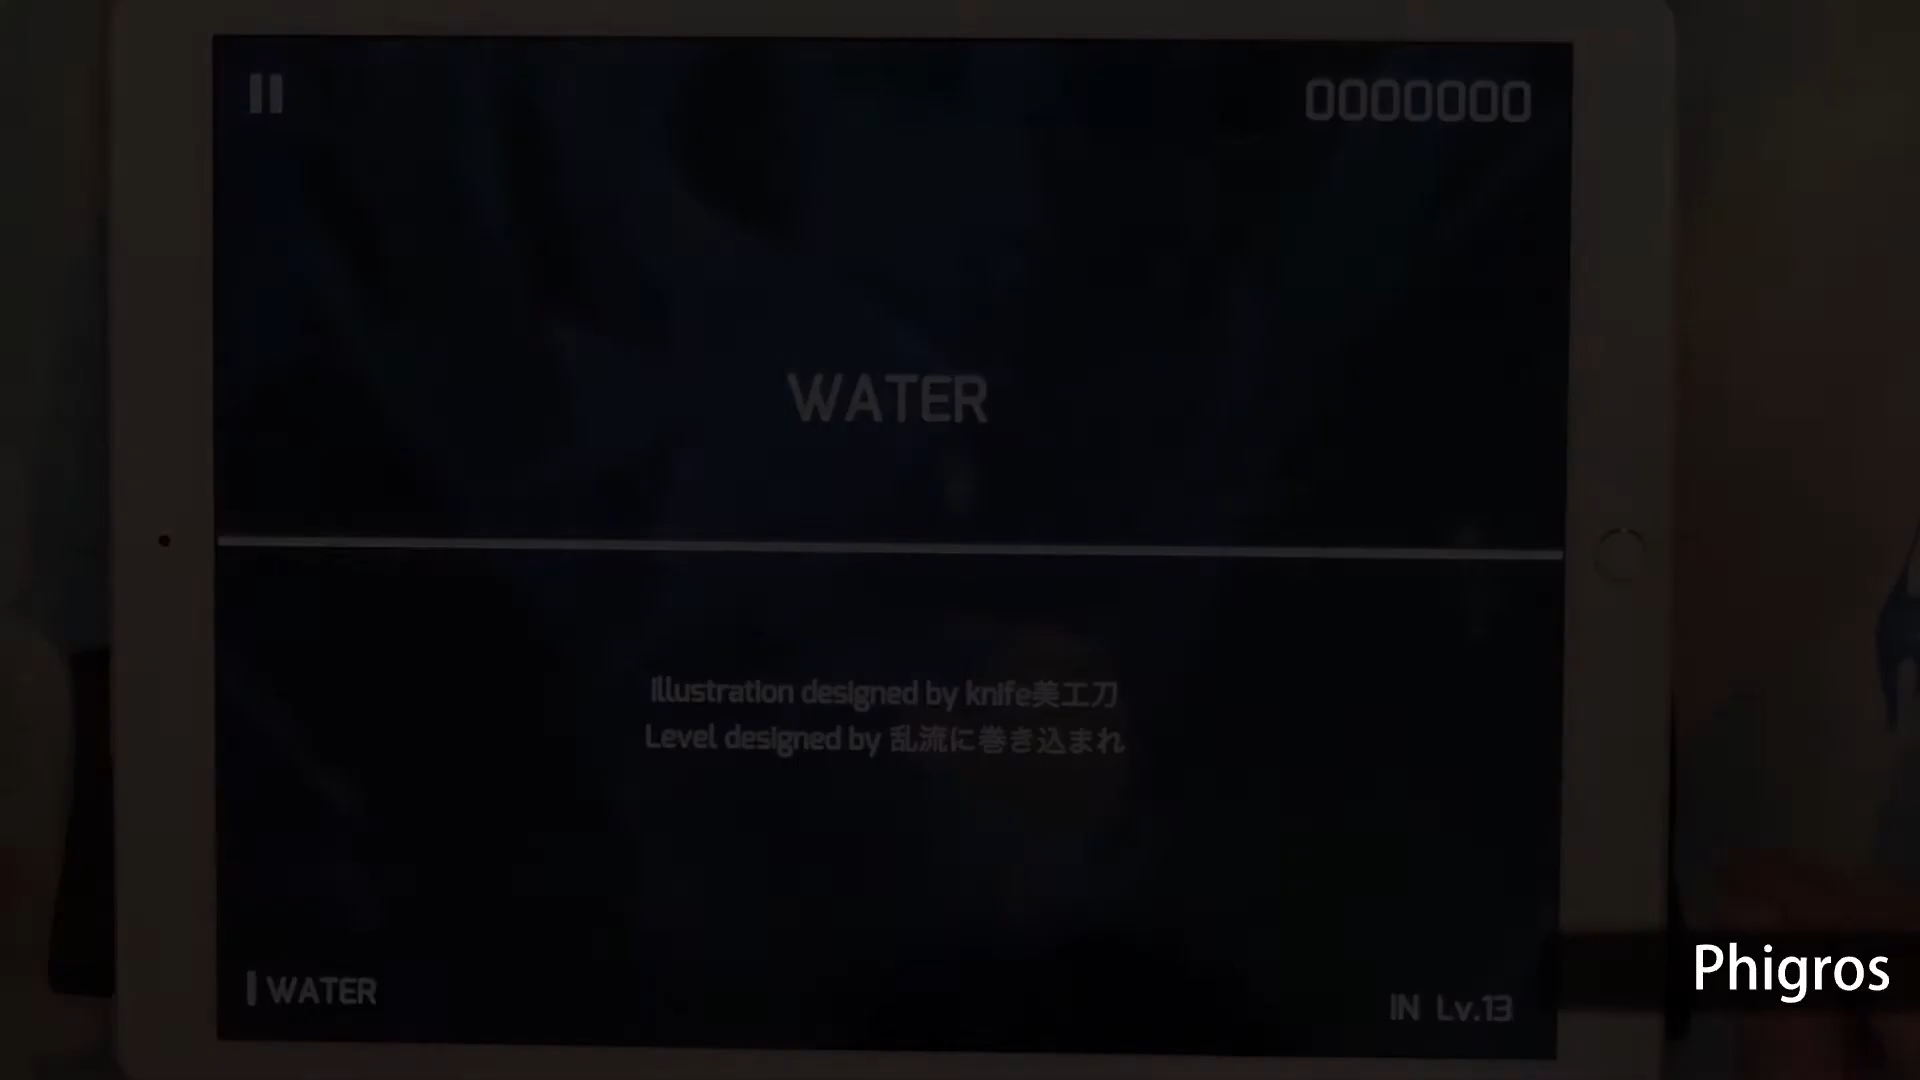 0000000
WATER
Illustration designed by knife美工刀
Level designed by 乱流に巻き込まれ
WATER
IN Lv.13
Phigros